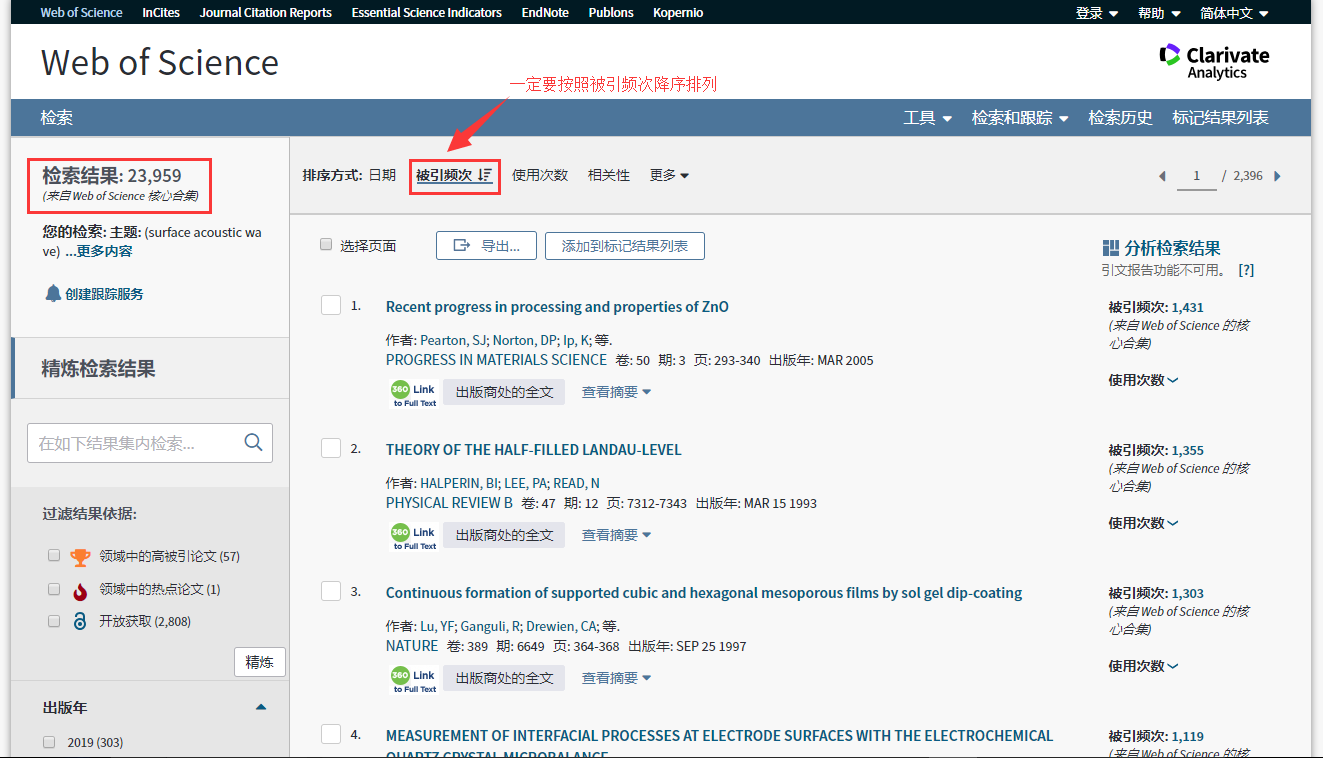 Web of Science InCites Journal Citation Reports Essential Science Indicators EndNote Publons Kopernio 登录 帮助 简体中文
Web of Science
Clarivate
Analytics
一定要按照被引频次降序排列
检索 工具 检索和跟踪 检索历史 标记结果列表
检索结果: 23,959
(来自 Web of Science 核心合集)
您的检索: 主题: (surface acoustic wa
ve) ...更多内容
创建跟踪服务
精炼检索结果
在如下结果集内检索...
过滤结果依据:
领域中的高被引论文 (57)
领域中的热点论文 (1)
开放获取 (2,808)
精炼
出版年
2019 (303)
排序方式: 日期 被引频次 使用次数 相关性 更多
1 / 2,396
选择页面 导出... 添加到标记结果列表
分析检索结果
引文报告功能不可用。 [?]
1. Recent progress in processing and properties of ZnO
作者: Pearton, SJ; Norton, DP; Ip, K; 等.
PROGRESS IN MATERIALS SCIENCE 卷: 50 期: 3 页: 293-340 出版年: MAR 2005
360 Link
to Full Text
出版商处的全文 查看摘要
被引频次: 1,431
(来自 Web of Science 的核
心合集)
使用次数
2. THEORY OF THE HALF-FILLED LANDAU-LEVEL
作者: HALPERIN, BI; LEE, PA; READ, N
PHYSICAL REVIEW B 卷: 47 期: 12 页: 7312-7343 出版年: MAR 15 1993
360 Link
to Full Text
出版商处的全文 查看摘要
被引频次: 1,355
(来自 Web of Science 的核
心合集)
使用次数
3. Continuous formation of supported cubic and hexagonal mesoporous films by sol gel dip-coating
作者: Lu, YF; Ganguli, R; Drewien, CA; 等.
NATURE 卷: 389 期: 6649 页: 364-368 出版年: SEP 25 1997
360 Link
to Full Text
出版商处的全文 查看摘要
被引频次: 1,303
(来自 Web of Science 的核
心合集)
使用次数
4. MEASUREMENT OF INTERFACIAL PROCESSES AT ELECTRODE SURFACES WITH THE ELECTROCHEMICAL
QUARTZ CRYSTAL MICROBALANCE
被引频次: 1,119
(来自 Web of Science 的核